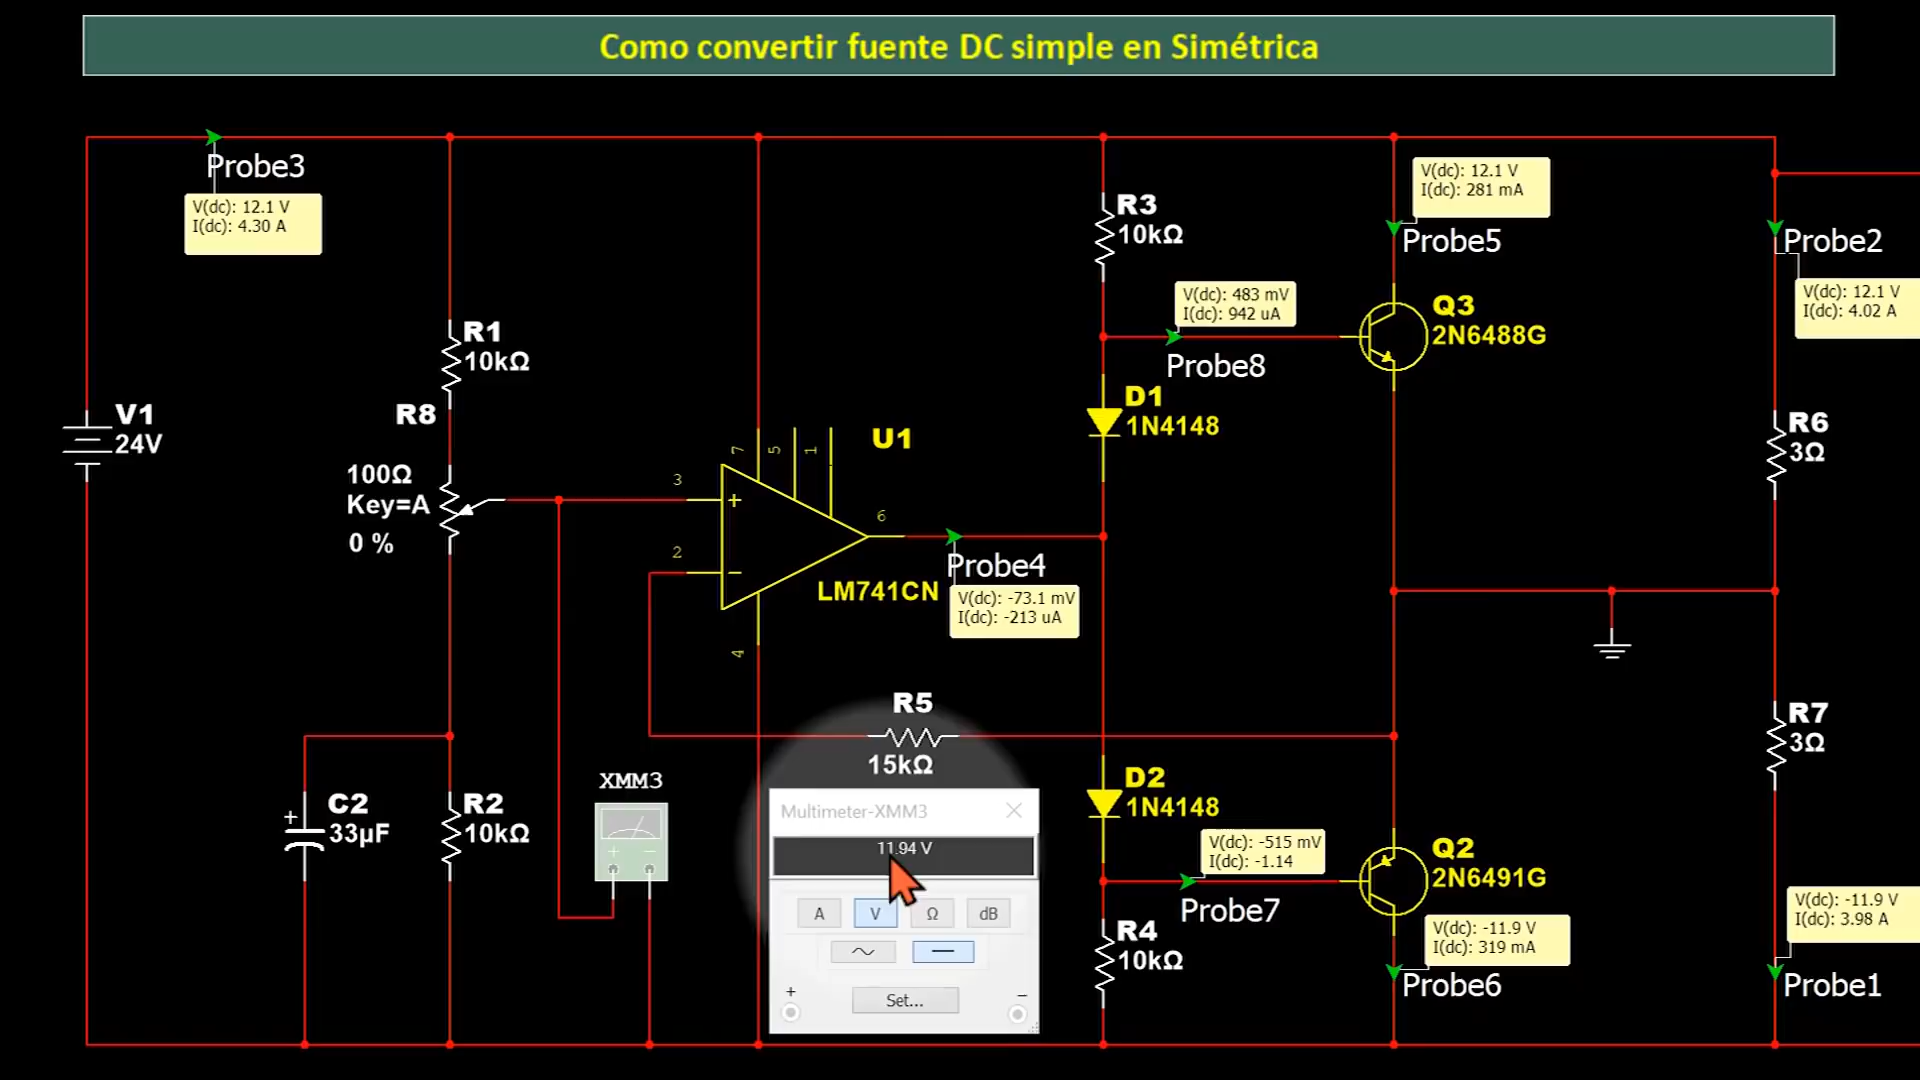 Como convertir fuente DC simple en Simétrica
Probe3
V(dc): 12.1 V
I(dc): 4.30 A
V1
24V
R1
10kΩ
R8
100Ω
Key=A
0 %
C2
33µF
+
R2
10kΩ
XMM3
+
−
U1
7
5
1
3
2
6
4
+
−
LM741CN
Probe4
V(dc): -73.1 mV
I(dc): -213 uA
R5
15kΩ
Multimeter-XMM3
11.94 V
A
V
Ω
dB
Set...
+
−
R3
10kΩ
V(dc): 483 mV
I(dc): 942 uA
Probe8
D1
1N4148
D2
1N4148
V(dc): -515 mV
I(dc): -1.14
Probe7
R4
10kΩ
V(dc): 12.1 V
I(dc): 281 mA
Probe5
Q3
2N6488G
Q2
2N6491G
V(dc): -11.9 V
I(dc): 319 mA
Probe6
Probe2
V(dc): 12.1 V
I(dc): 4.02 A
R6
3Ω
R7
3Ω
V(dc): -11.9 V
I(dc): 3.98 A
Probe1